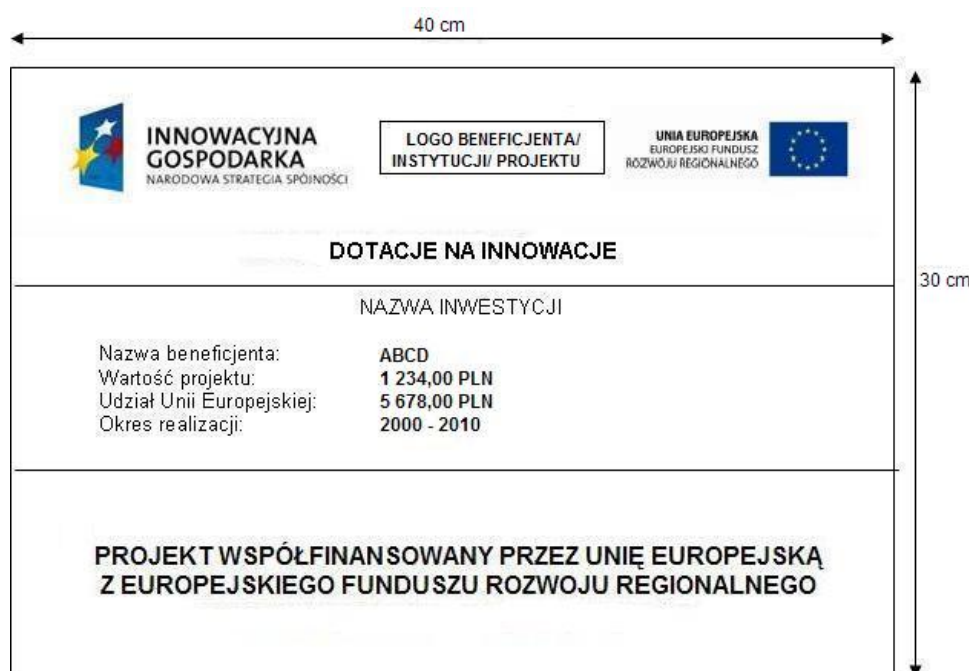 40 cm
INNOWACYJNA
GOSPODARKA
NARODOWA STRATEGIA SPÓJNOŚCI
LOGO BENEFICJENTA/
INSTYTUCJI/ PROJEKTU
UNIA EUROPEJSKA
EUROPEJSKI FUNDUSZ
ROZWOJU REGIONALNEGO
DOTACJE NA INNOWACJE
30 cm
NAZWA INWESTYCJI
Nazwa beneficjenta: ABCD
Wartość projektu: 1 234,00 PLN
Udział Unii Europejskiej: 5 678,00 PLN
Okres realizacji: 2000 - 2010
PROJEKT WSPÓŁFINANSOWANY PRZEZ UNIĘ EUROPEJSKĄ
Z EUROPEJSKIEGO FUNDUSZU ROZWOJU REGIONALNEGO